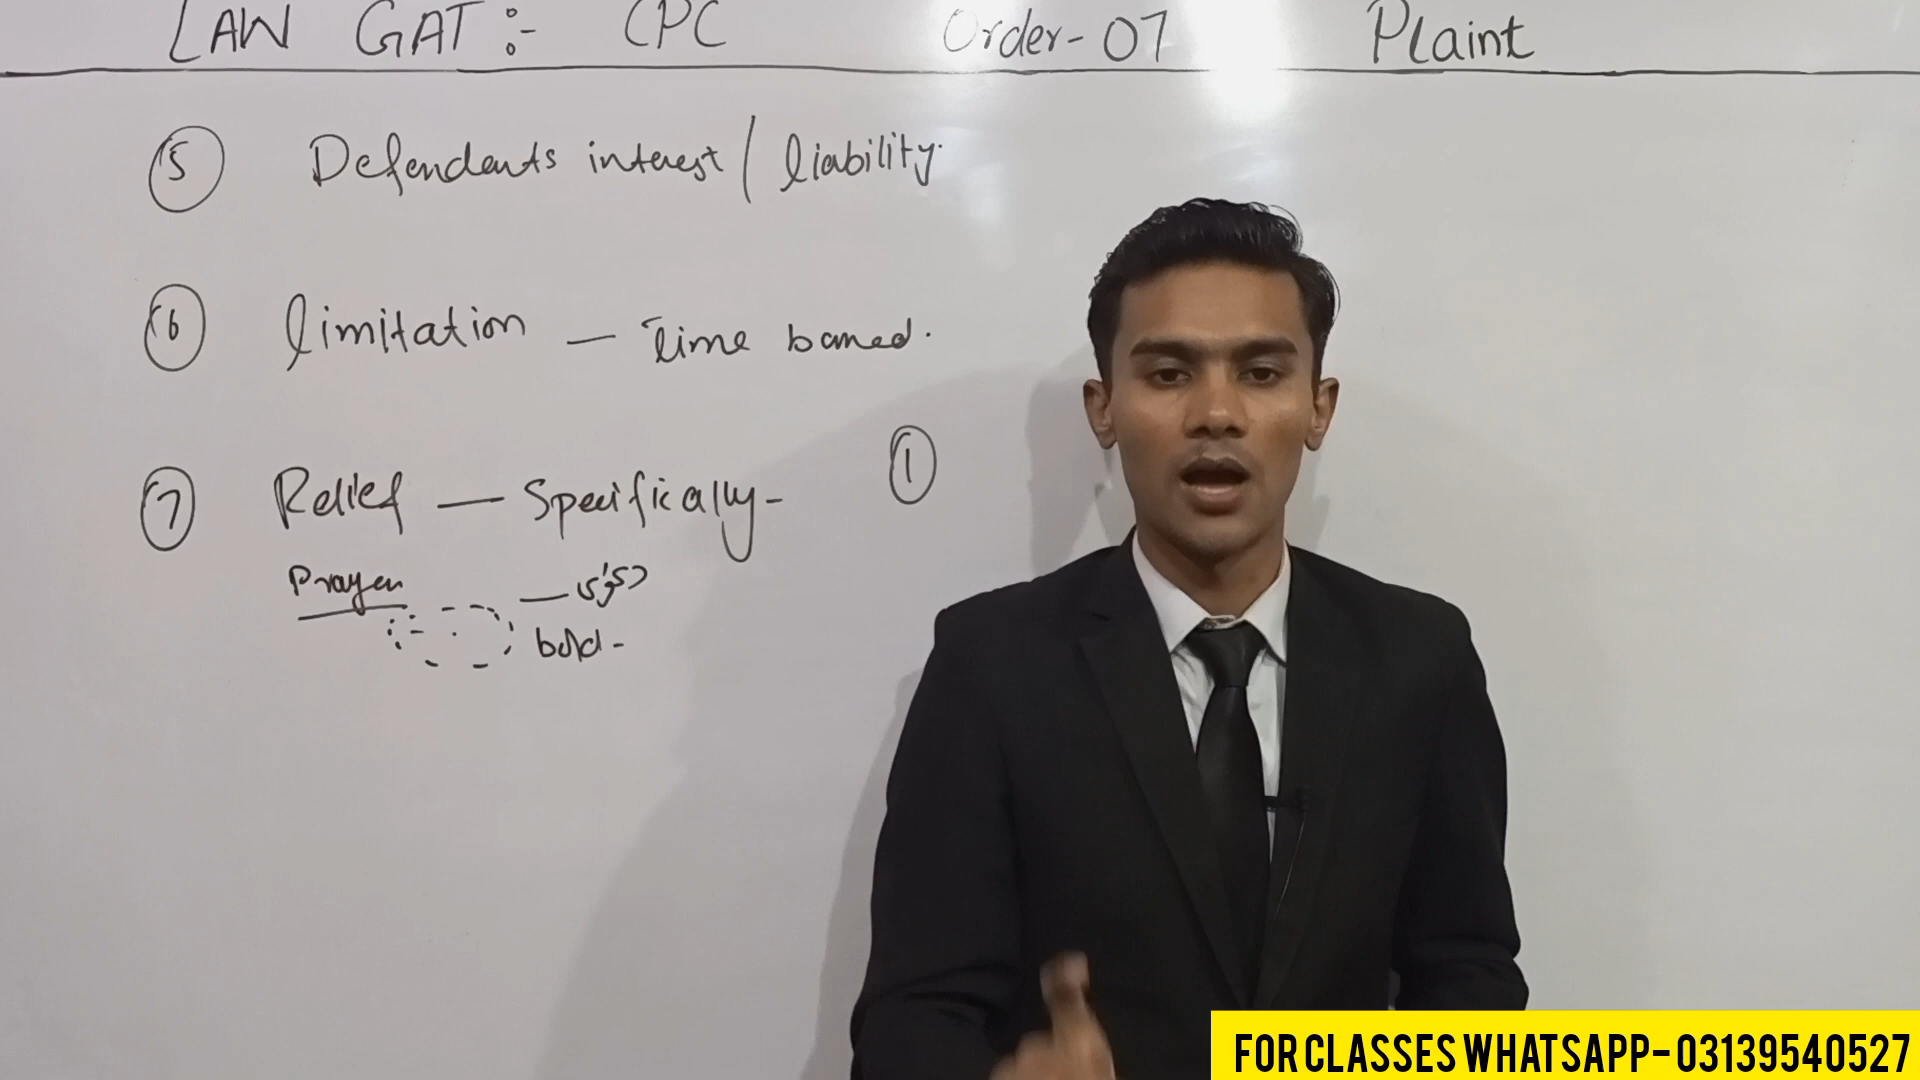 LAW GAT:- CPC Order-07 Plaint
⑤ Defendants interest / liability.
⑥ limitation — Time barred.
⑦ Relief — Specifically- ①
Prayer —
bold -
FOR CLASSES WHATSAPP- 03139540527